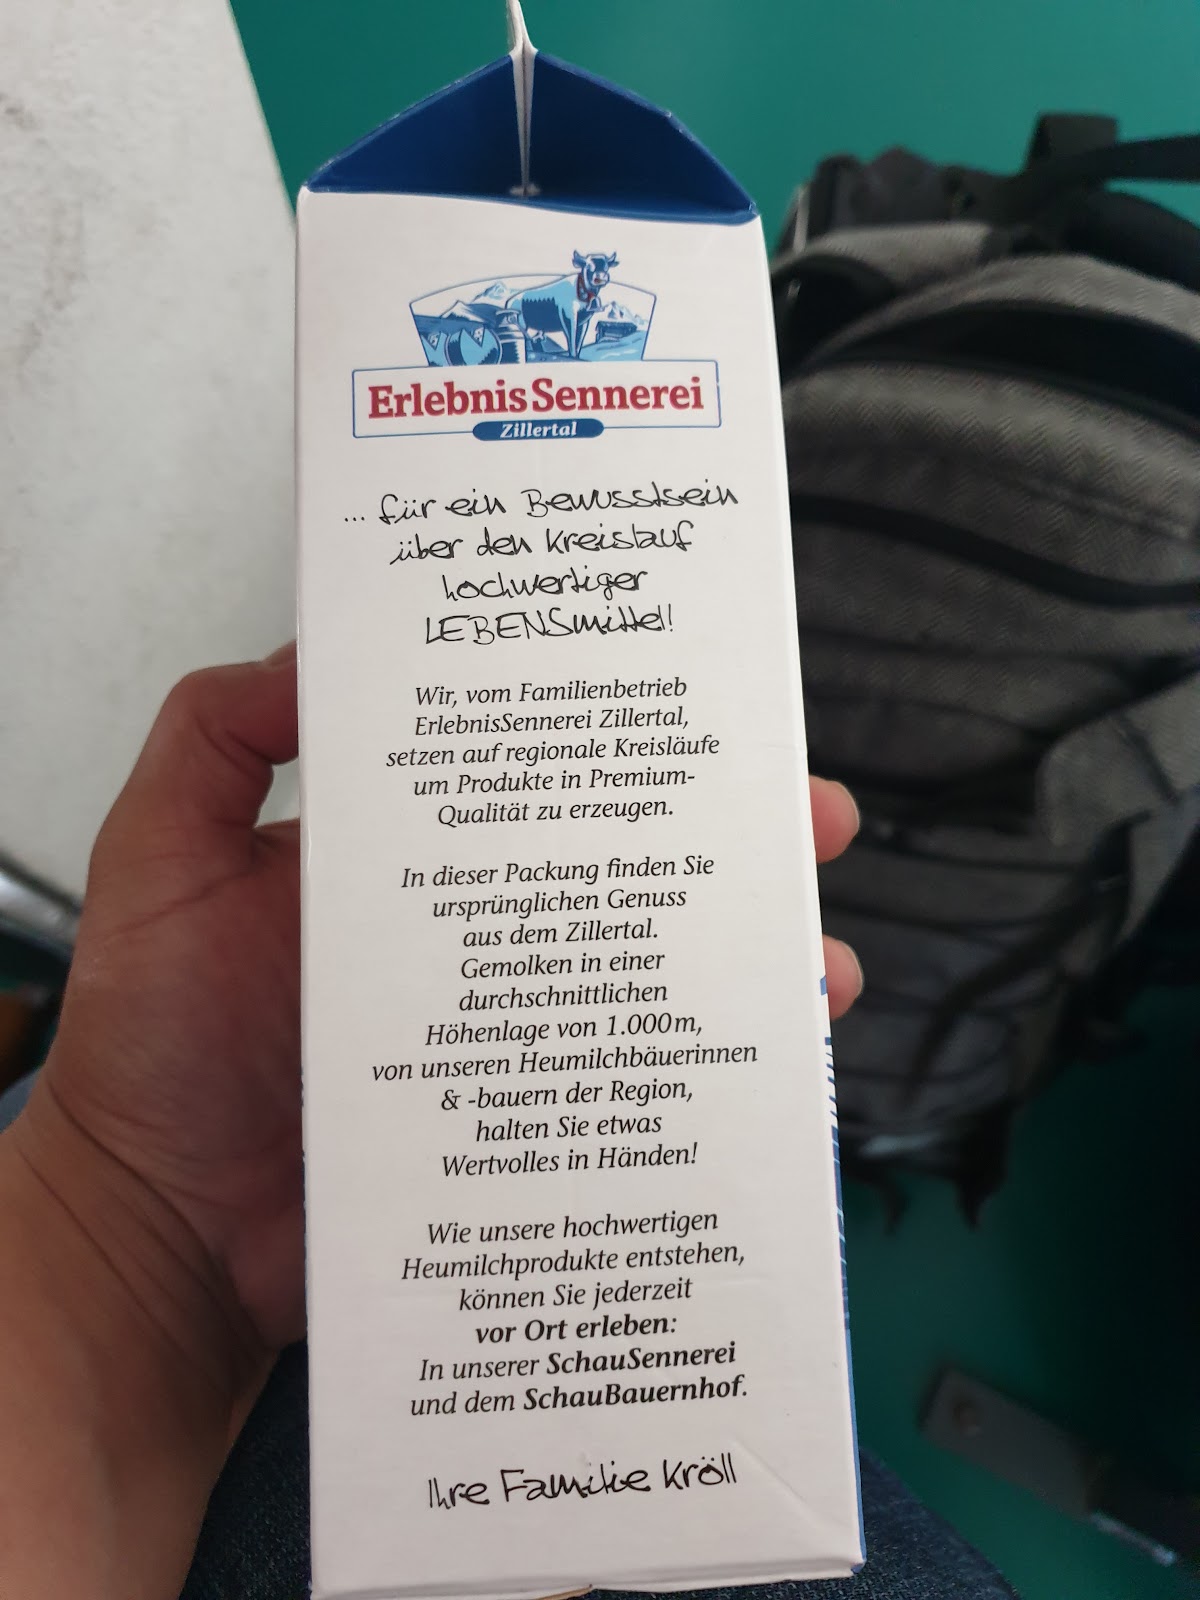 ErlebnisSennerei
Zillertal
... für ein Bewusstsein
über den Kreislauf
hochwertiger
LEBENSmittel!
Wir, vom Familienbetrieb
ErlebnisSennerei Zillertal,
setzen auf regionale Kreisläufe
um Produkte in Premium-
Qualität zu erzeugen.
In dieser Packung finden Sie
ursprünglichen Genuss
aus dem Zillertal.
Gemolken in einer
durchschnittlichen
Höhenlage von 1.000m,
von unseren Heumilchbäuerinnen
& -bauern der Region,
halten Sie etwas
Wertvolles in Händen!
Wie unsere hochwertigen
Heumilchprodukte entstehen,
können Sie jederzeit
vor Ort erleben:
In unserer SchauSennerei
und dem SchauBauernhof.
Ihre Familie Kröll